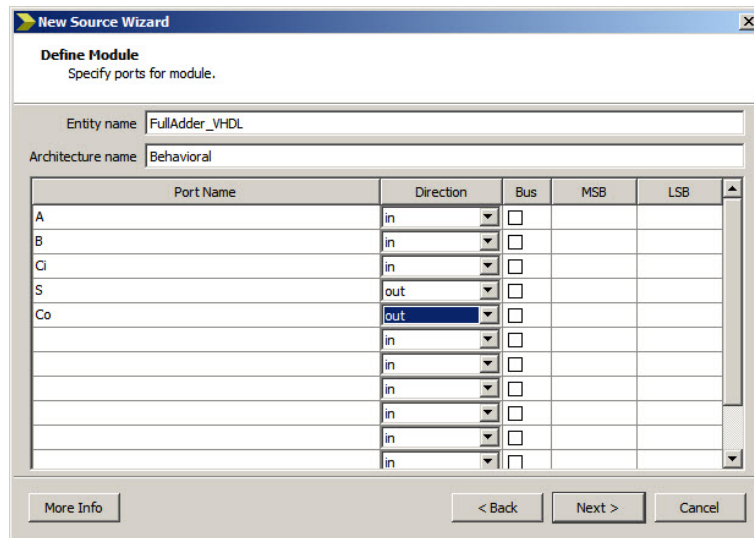 New Source Wizard
Define Module
Specify ports for module.
Entity name FullAdder_VHDL
Architecture name Behavioral
Port Name Direction Bus MSB LSB
A in
B in
Ci in
S out
Co out
in
in
in
in
in
in
More Info < Back Next > Cancel